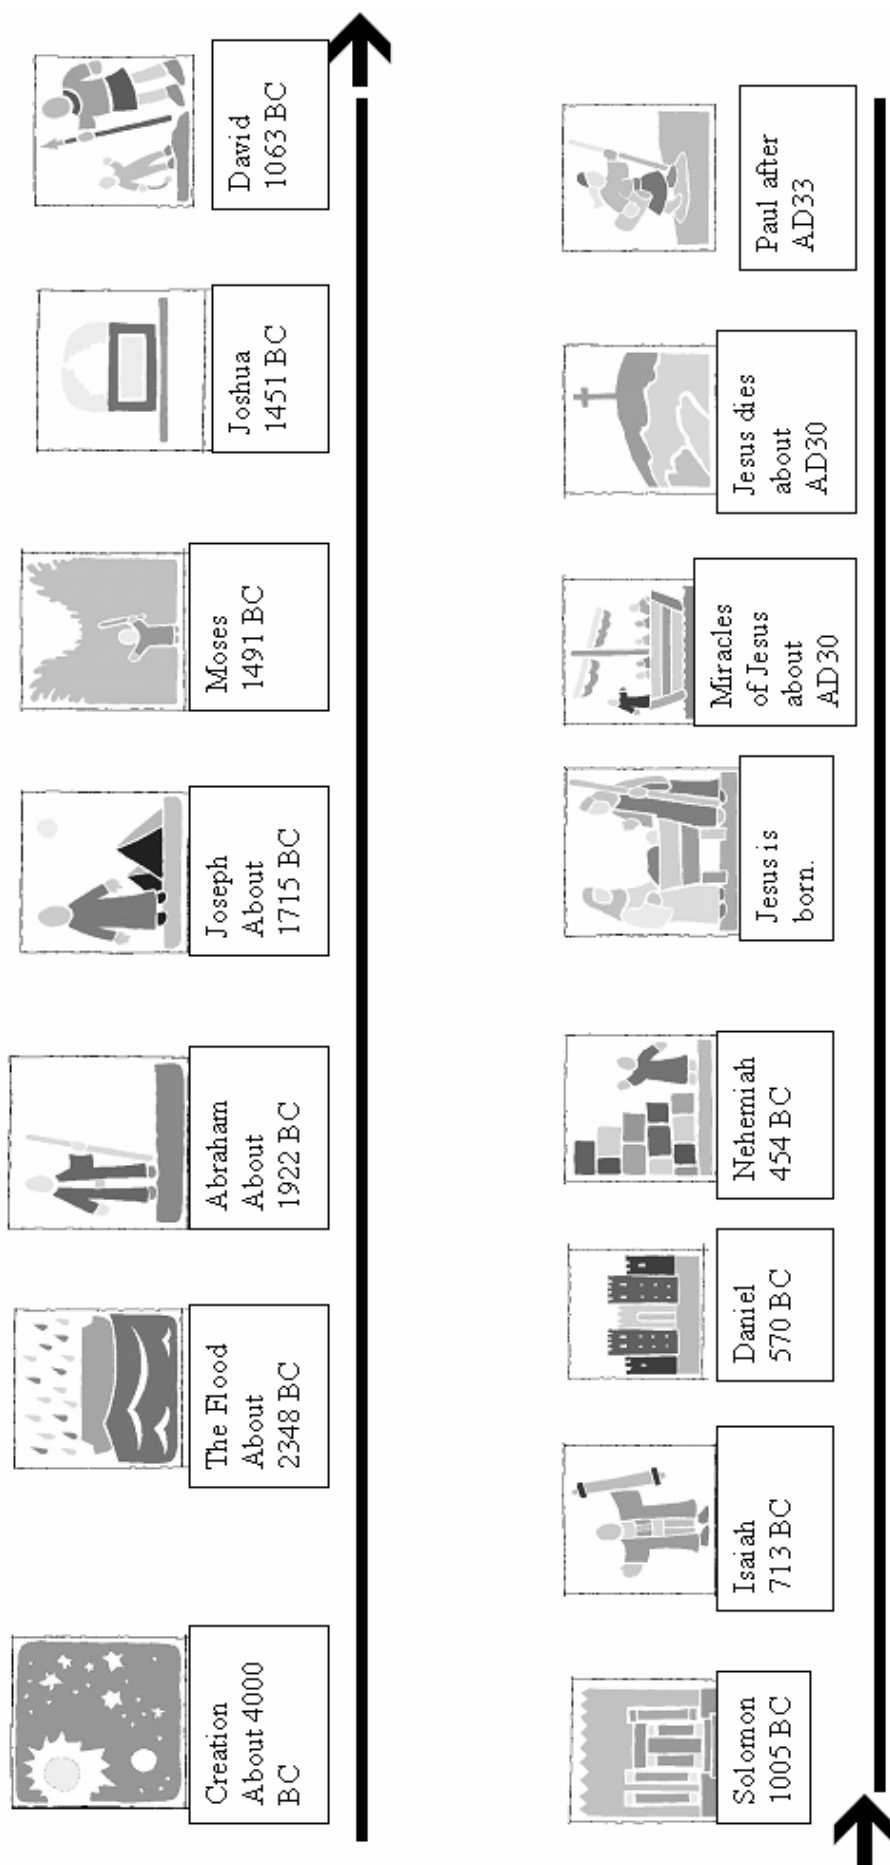 Creation
About 4000
BC
The Flood
About
2348 BC
Abraham
About
1922 BC
Joseph
About
1715 BC
Moses
1491 BC
Joshua
1451 BC
David
1063 BC
Solomon
1005 BC
Isaiah
713 BC
Daniel
570 BC
Nehemiah
454 BC
Jesus is
born.
Miracles
of Jesus
about
AD30
Jesus dies
about
AD30
Paul after
AD33